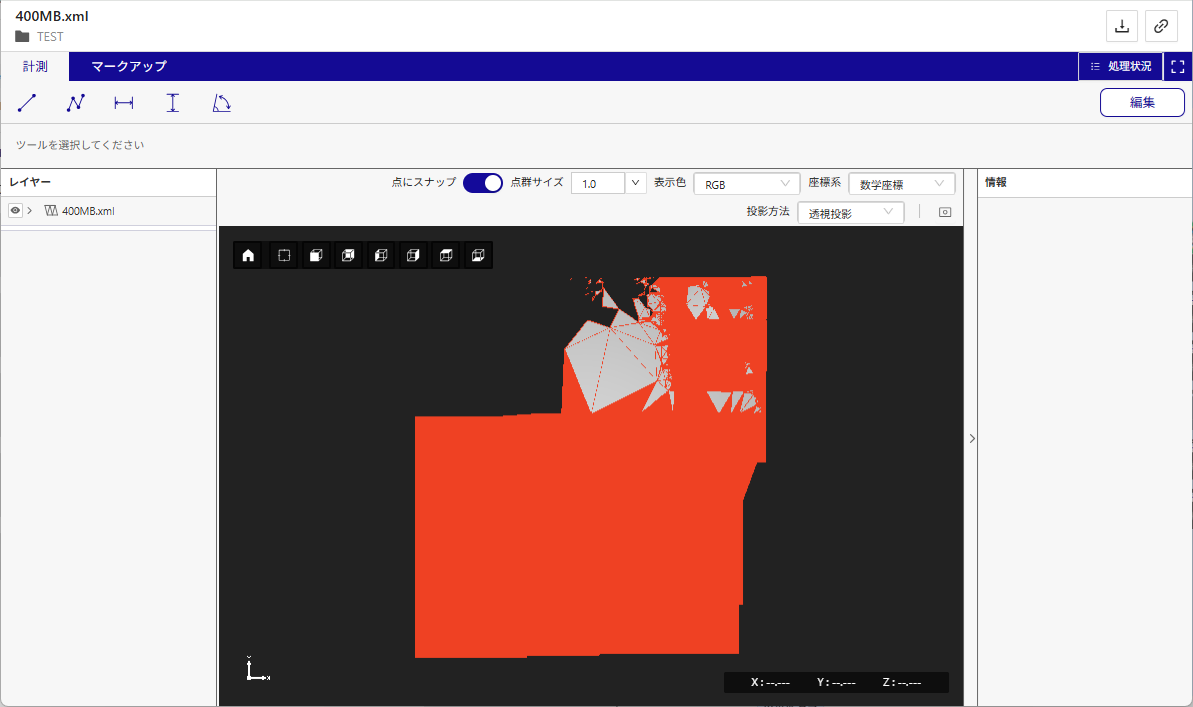 400MB.xml
TEST
計測 マークアップ 処理状況
編集
ツールを選択してください
レイヤー
400MB.xml
点にスナップ 点群サイズ 1.0 表示色 RGB 座標系 数学座標
投影方法 透視投影
情報
Y
X
X:--.--- Y:--.--- Z:--.---